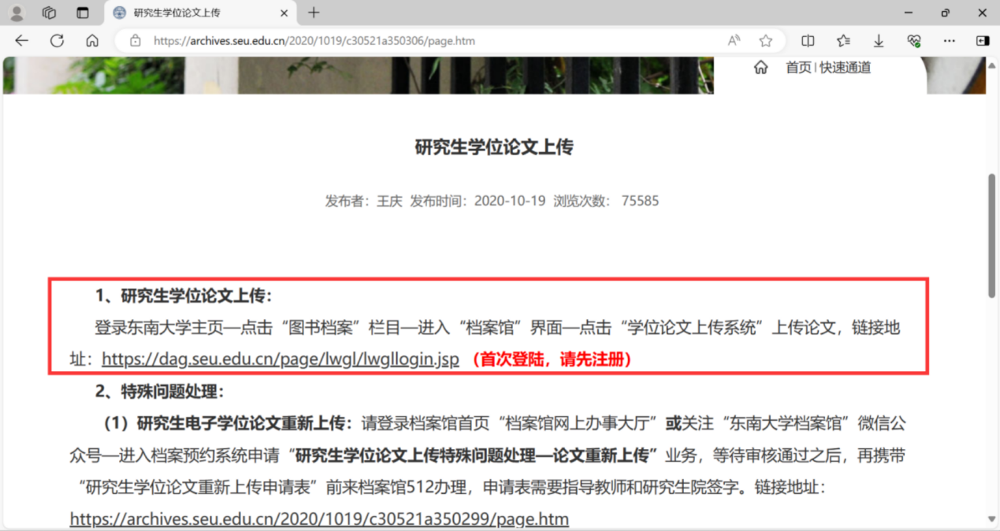 研究生学位论文上传
https://archives.seu.edu.cn/2020/1019/c30521a350306/page.htm
首页 | 快速通道
研究生学位论文上传
发布者：王庆 发布时间：2020-10-19 浏览次数： 75585
1、研究生学位论文上传：
登录东南大学主页—点击“图书档案”栏目—进入“档案馆”界面—点击“学位论文上传系统”上传论文，链接地
址：https://dag.seu.edu.cn/page/lwgl/lwgllogin.jsp （首次登陆，请先注册）
2、特殊问题处理：
（1）研究生电子学位论文重新上传：请登录档案馆首页“档案馆网上办事大厅”或关注“东南大学档案馆”微信公
众号—进入档案预约系统申请“研究生学位论文上传特殊问题处理—论文重新上传”业务，等待审核通过之后，再携带
“研究生学位论文重新上传申请表”前来档案馆512办理，申请表需要指导教师和研究生院签字。链接地址：
https://archives.seu.edu.cn/2020/1019/c30521a350299/page.htm